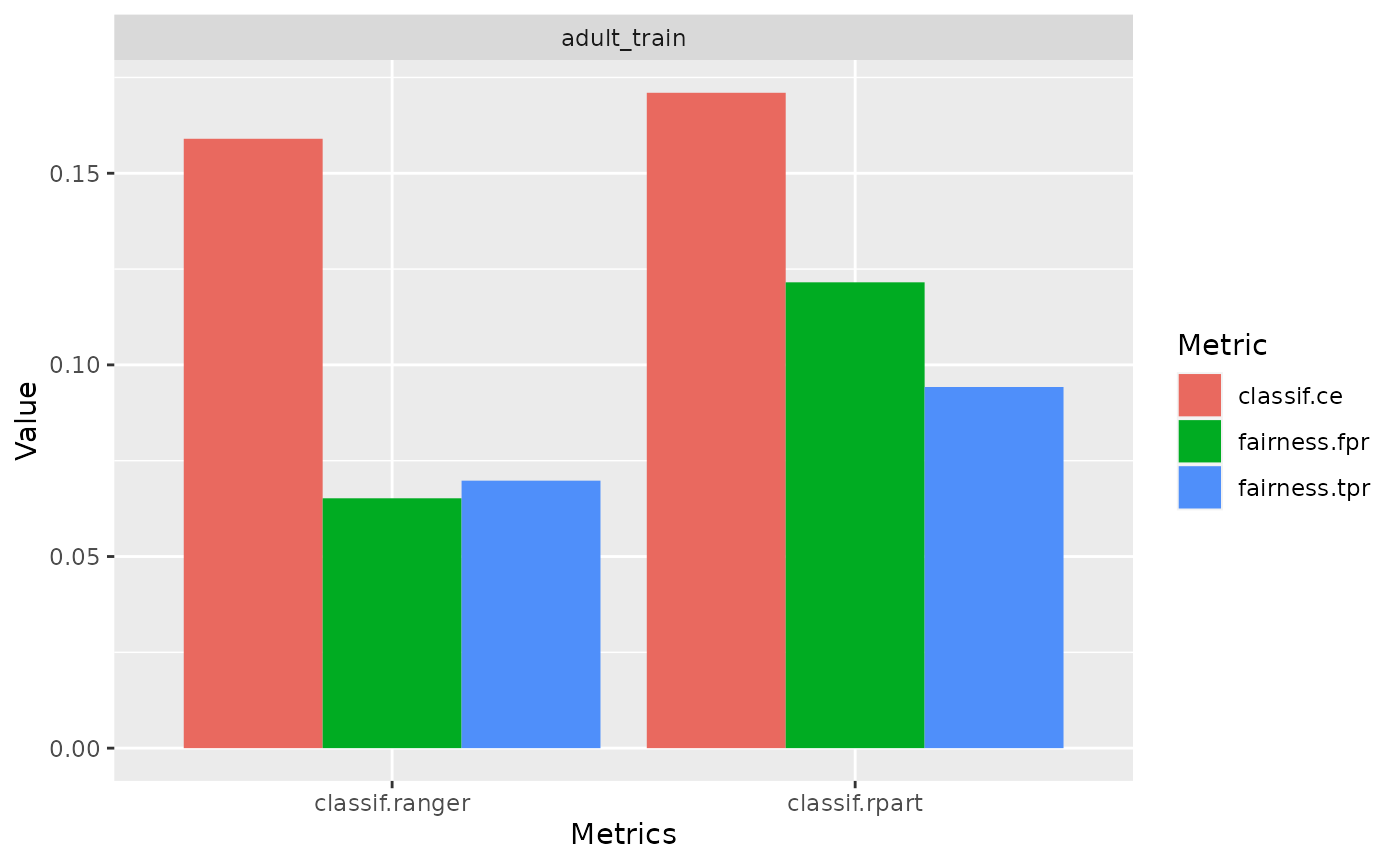 adult_train
0.15
0.10
0.05
0.00
Value
classif.ranger
classif.rpart
Metrics
Metric
classif.ce
fairness.fpr
fairness.tpr